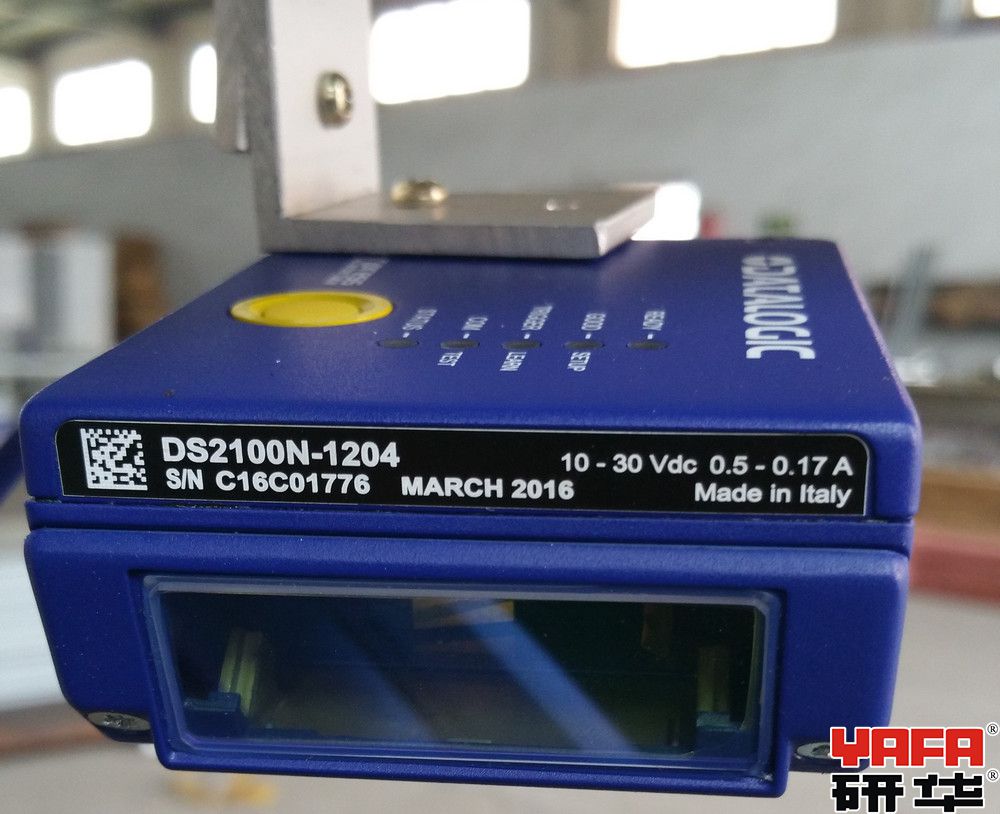 DATALOGIC
READY
GOOD SETUP
TRIGGER LEARN
COM TEST
STATUS
DS2100N-1204
10 - 30 Vdc 0.5 - 0.17 A
S/N C16C01776 MARCH 2016
Made in Italy
YAFA®
研华®